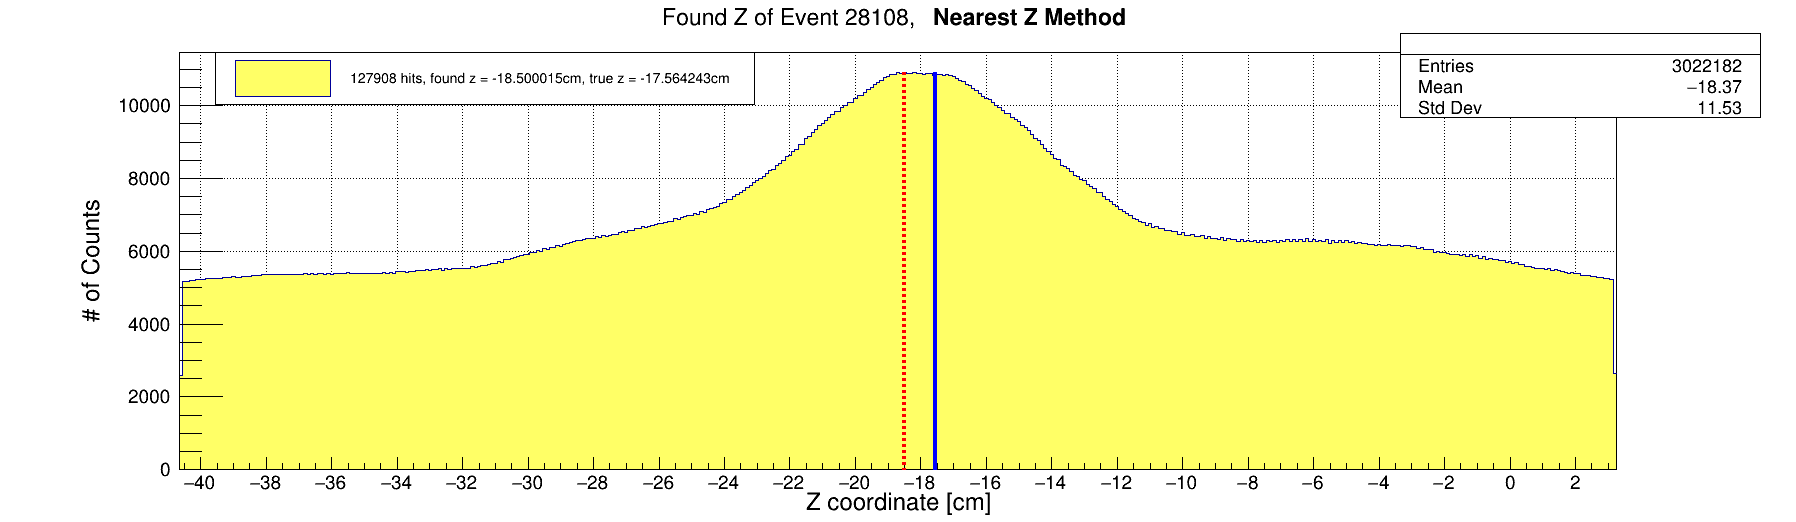 Found Z of Event 28108, Nearest Z Method
127908 hits, found z = -18.500015cm, true z = -17.564243cm
Entries 3022182
Mean −18.37
Std Dev 11.53
10000
8000
6000
4000
2000
0
# of Counts
−40 −38 −36 −34 −32 −30 −28 −26 −24 −22 −20 −18 −16 −14 −12 −10 −8 −6 −4 −2 0 2
Z coordinate [cm]